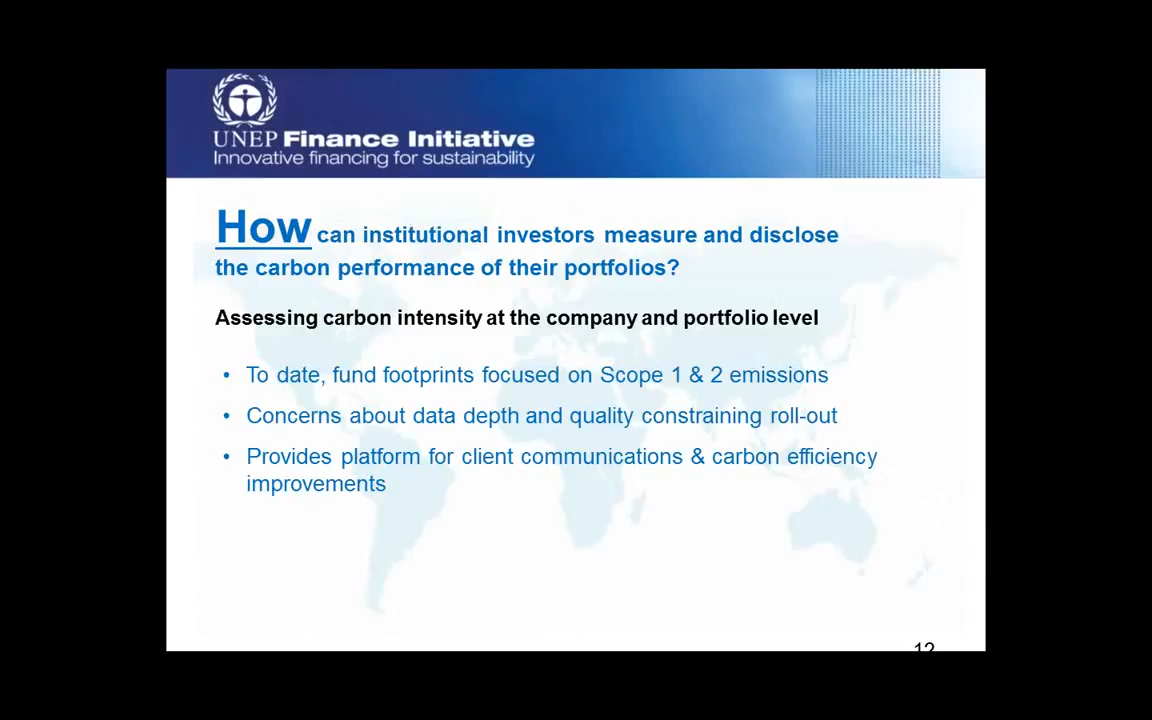 UNEP Finance Initiative
Innovative financing for sustainability
How can institutional investors measure and disclose
the carbon performance of their portfolios?
Assessing carbon intensity at the company and portfolio level
• To date, fund footprints focused on Scope 1 & 2 emissions
• Concerns about data depth and quality constraining roll-out
• Provides platform for client communications & carbon efficiency
improvements
12